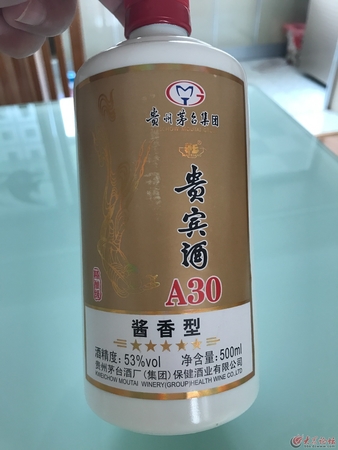 贵州茅台集团
贵宾酒
A30
酱香型
酒精度:53%vol 净含量:500ml
贵州茅台酒厂(集团)保健酒业有限公司
KWEICHOW MOUTAI WINERY(GROUP)HEALTH WINE CO.,LTD